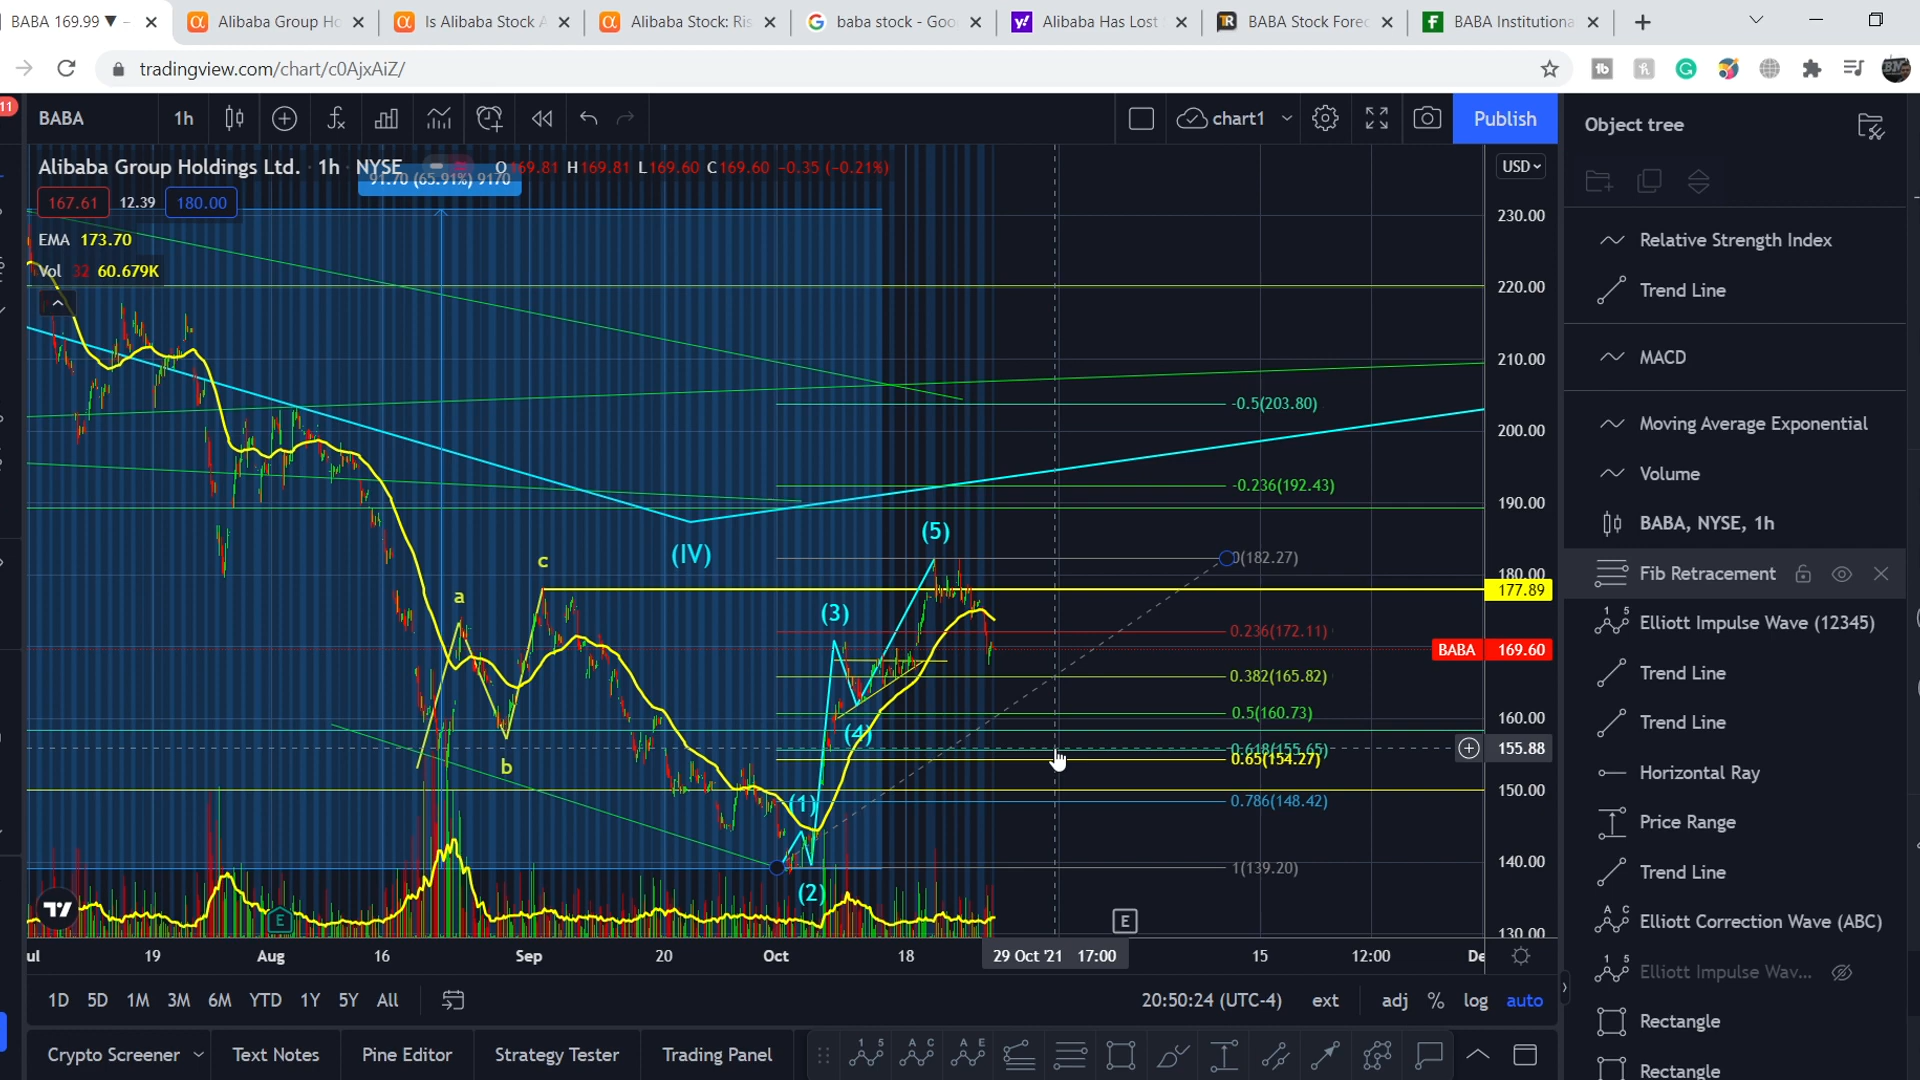 BABA 169.99 ▼ −
Alibaba Group Ho
Is Alibaba Stock A
Alibaba Stock: Ris
baba stock - Goo
Alibaba Has Lost
BABA Stock Forec
BABA Institutiona
tradingview.com/chart/c0AjxAiZ/
11
BABA
1h
chart1
Publish
Object tree
Alibaba Group Holdings Ltd. · 1h · NYSE
O169.81 H169.81 L169.60 C169.60 −0.35 (−0.21%)
91.70 (65.91%) 9170
167.61
12.39
180.00
EMA 173.70
Vol 32 60.679K
USD
230.00
220.00
210.00
200.00
190.00
180.00
177.89
BABA 169.60
160.00
155.88
150.00
140.00
130.00
-0.5(203.80)
-0.236(192.43)
0(182.27)
0.236(172.11)
0.382(165.82)
0.5(160.73)
0.618(155.65)
0.65(154.27)
0.786(148.42)
1(139.20)
(IV)
a
b
c
(1)
(2)
(3)
(4)
(5)
E
E
19
Aug
16
Sep
20
Oct
18
29 Oct '21 17:00
15
12:00
1D
5D
1M
3M
6M
YTD
1Y
5Y
All
20:50:24 (UTC-4)
ext
adj
%
log
auto
Crypto Screener
Text Notes
Pine Editor
Strategy Tester
Trading Panel
Relative Strength Index
Trend Line
MACD
Moving Average Exponential
Volume
BABA, NYSE, 1h
Fib Retracement
Elliott Impulse Wave (12345)
Trend Line
Trend Line
Horizontal Ray
Price Range
Trend Line
Elliott Correction Wave (ABC)
Elliott Impulse Wav...
Rectangle
Rectangle